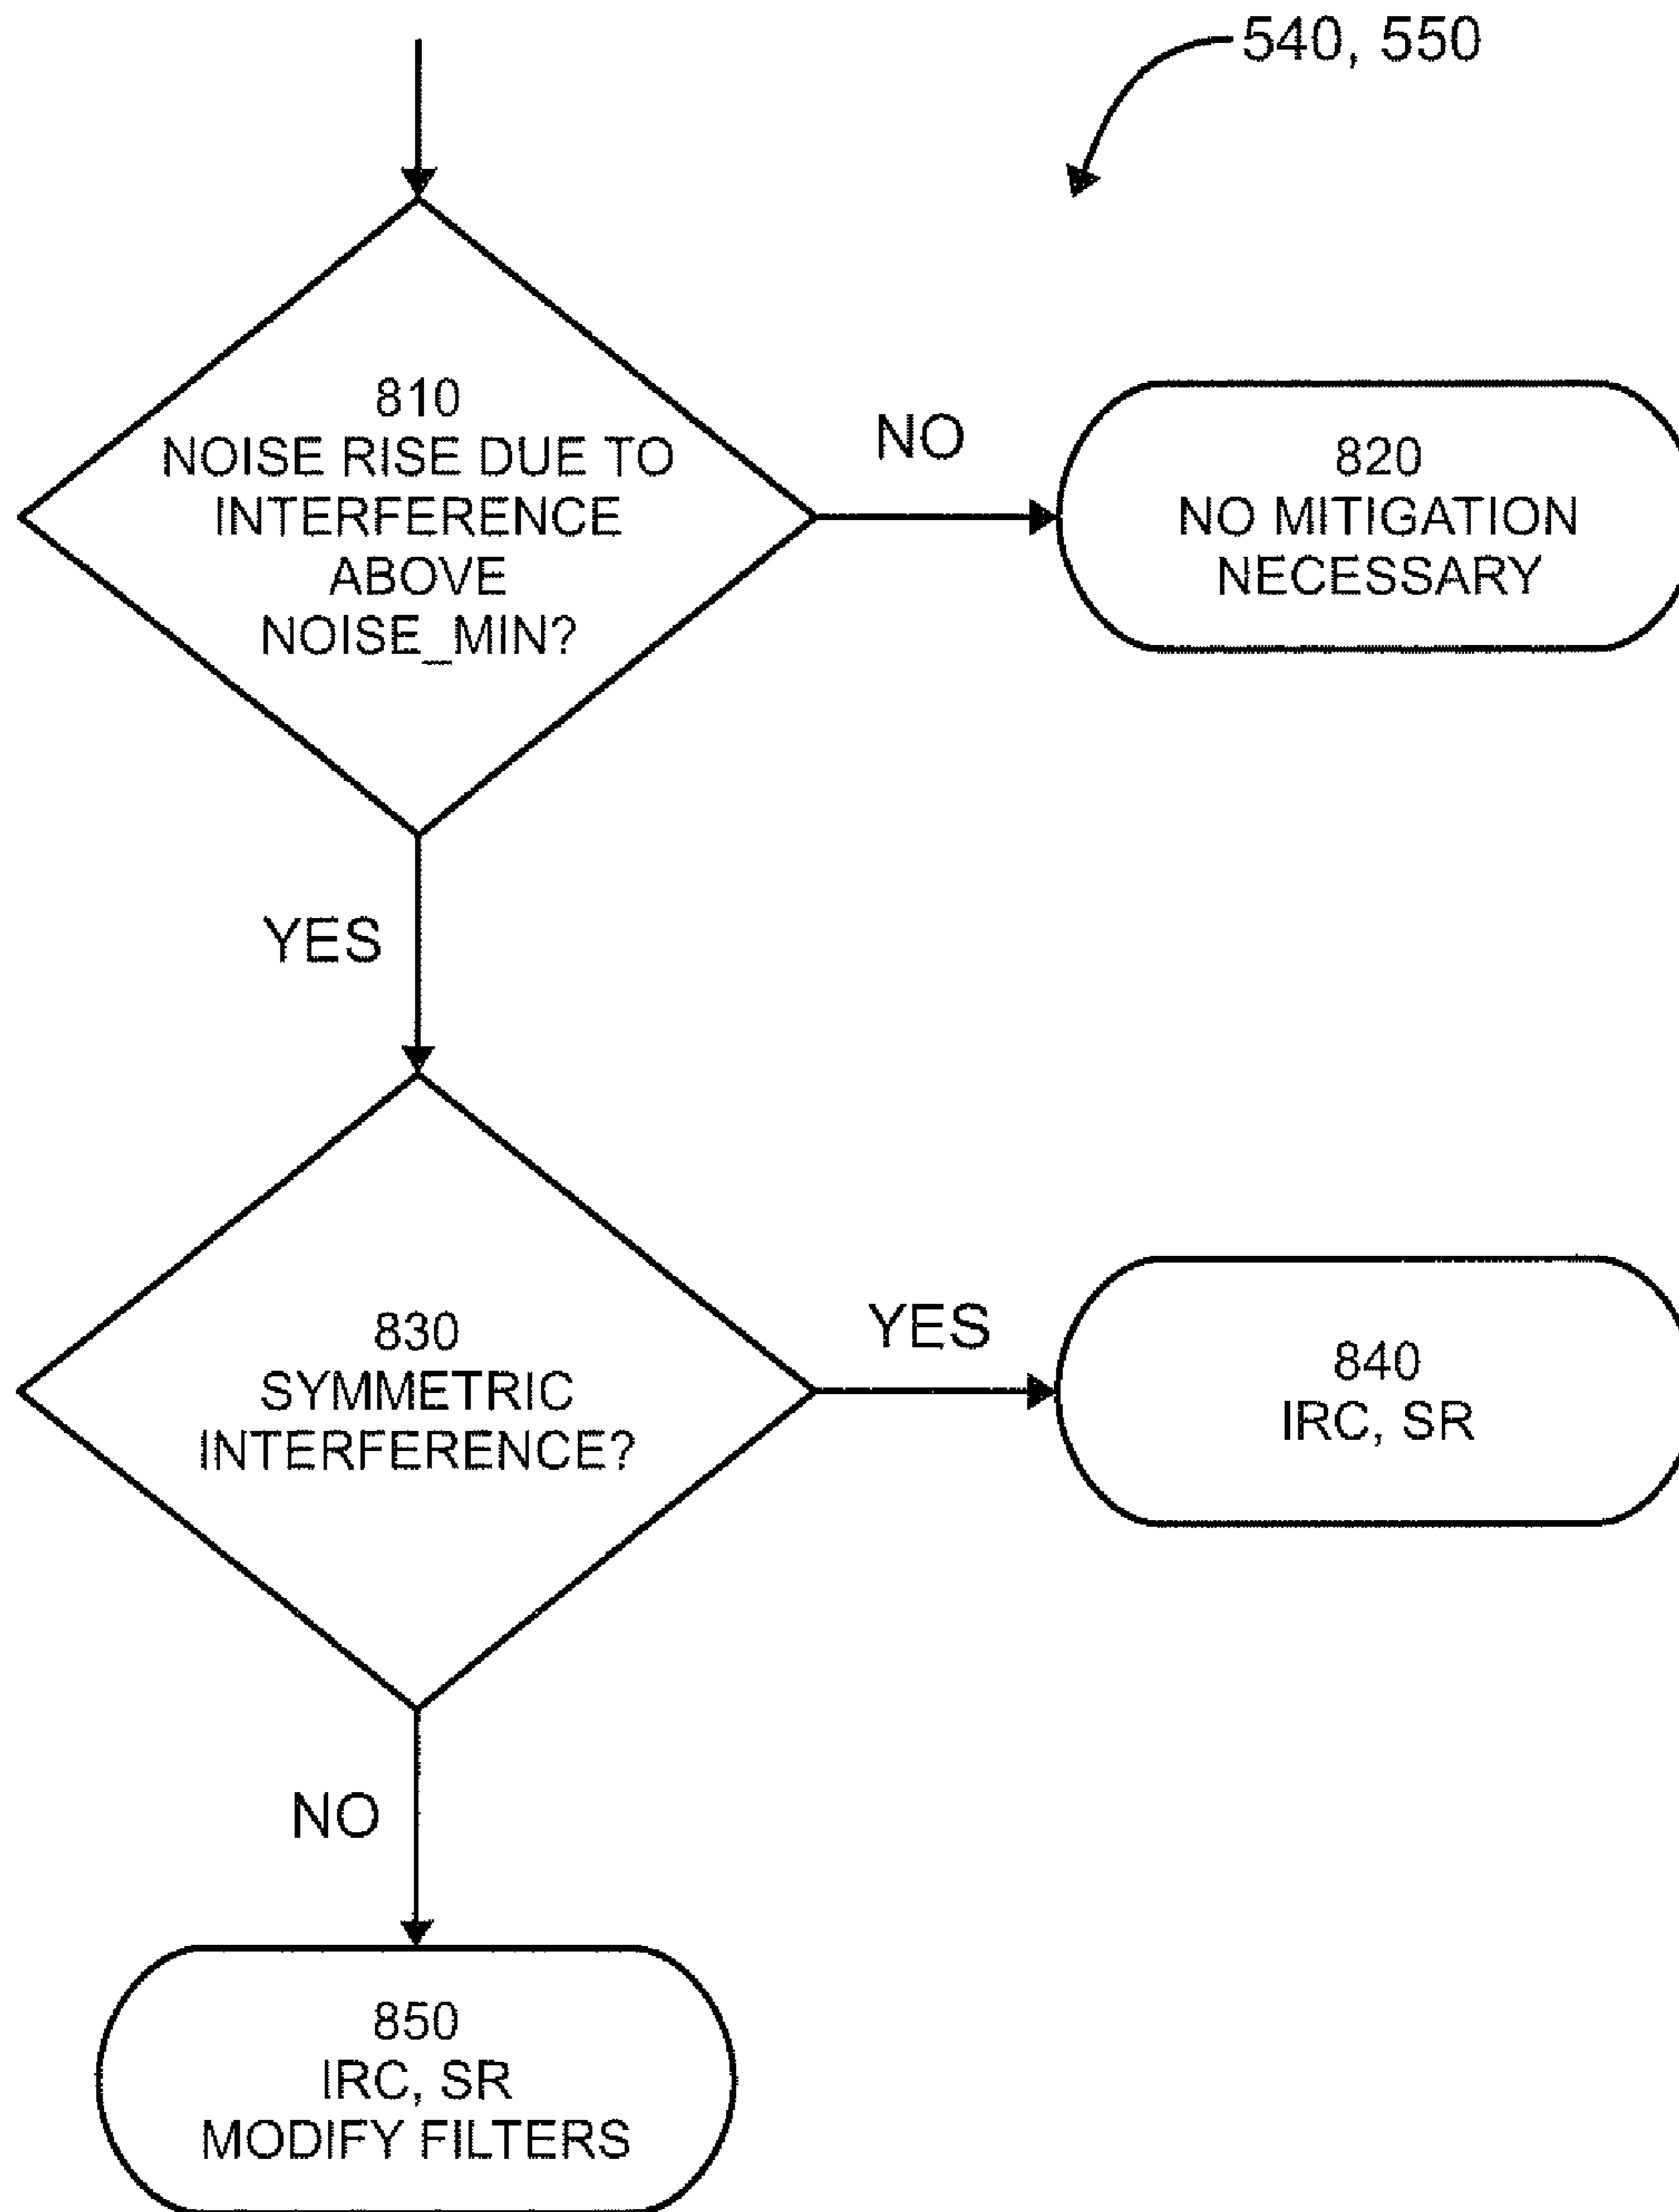 540, 550
810
NOISE RISE DUE TO
INTERFERENCE
ABOVE
NOISE_MIN?
NO
820
NO MITIGATION
NECESSARY
YES
830
SYMMETRIC
INTERFERENCE?
YES
840
IRC, SR
NO
850
IRC, SR
MODIFY FILTERS